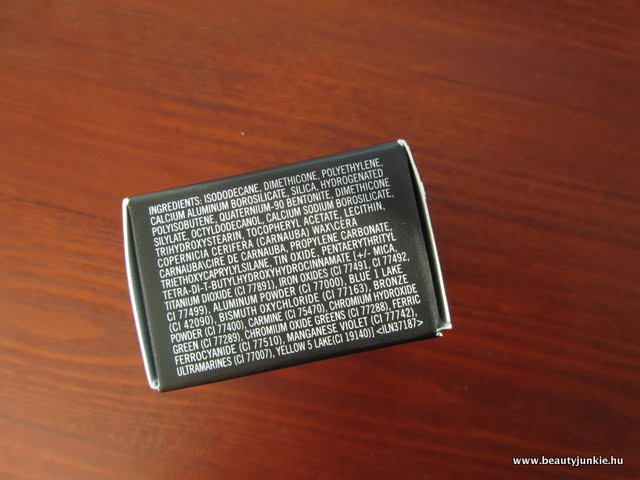 INGREDIENTS: ISODODECANE, DIMETHICONE, POLYETHYLENE,
CALCIUM ALUMINUM BOROSILICATE, SILICA, HYDROGENATED
POLYISOBUTENE, QUATERNIUM-90 BENTONITE, DIMETHICONE
SILYLATE, OCTYLDODECANOL, CALCIUM SODIUM BOROSILICATE,
TRIHYDROXYSTEARIN, TOCOPHERYL ACETATE, LECITHIN,
COPERNICIA CERIFERA (CARNAUBA) WAX\CERA
CARNAUBA\CIRE DE CARNAUBA, PROPYLENE CARBONATE,
TRIETHOXYCAPRYLYLSILANE, TIN OXIDE, PENTAERYTHRITYL
TETRA-DI-T-BUTYLHYDROXYHYDROCINNAMATE [+/- MICA,
TITANIUM DIOXIDE (CI 77891), IRON OXIDES (CI 77491, CI 77492,
CI 77499), ALUMINUM POWDER (CI 77000), BLUE 1 LAKE
(CI 42090), BISMUTH OXYCHLORIDE (CI 77163), BRONZE
POWDER (CI 77400), CARMINE (CI 75470), CHROMIUM HYDROXIDE
GREEN (CI 77289), CHROMIUM OXIDE GREENS (CI 77288), FERRIC
FERROCYANIDE (CI 77510), MANGANESE VIOLET (CI 77742),
ULTRAMARINES (CI 77007), YELLOW 5 LAKE(CI 19140)] <ILN37187>
www.beautyjunkie.hu